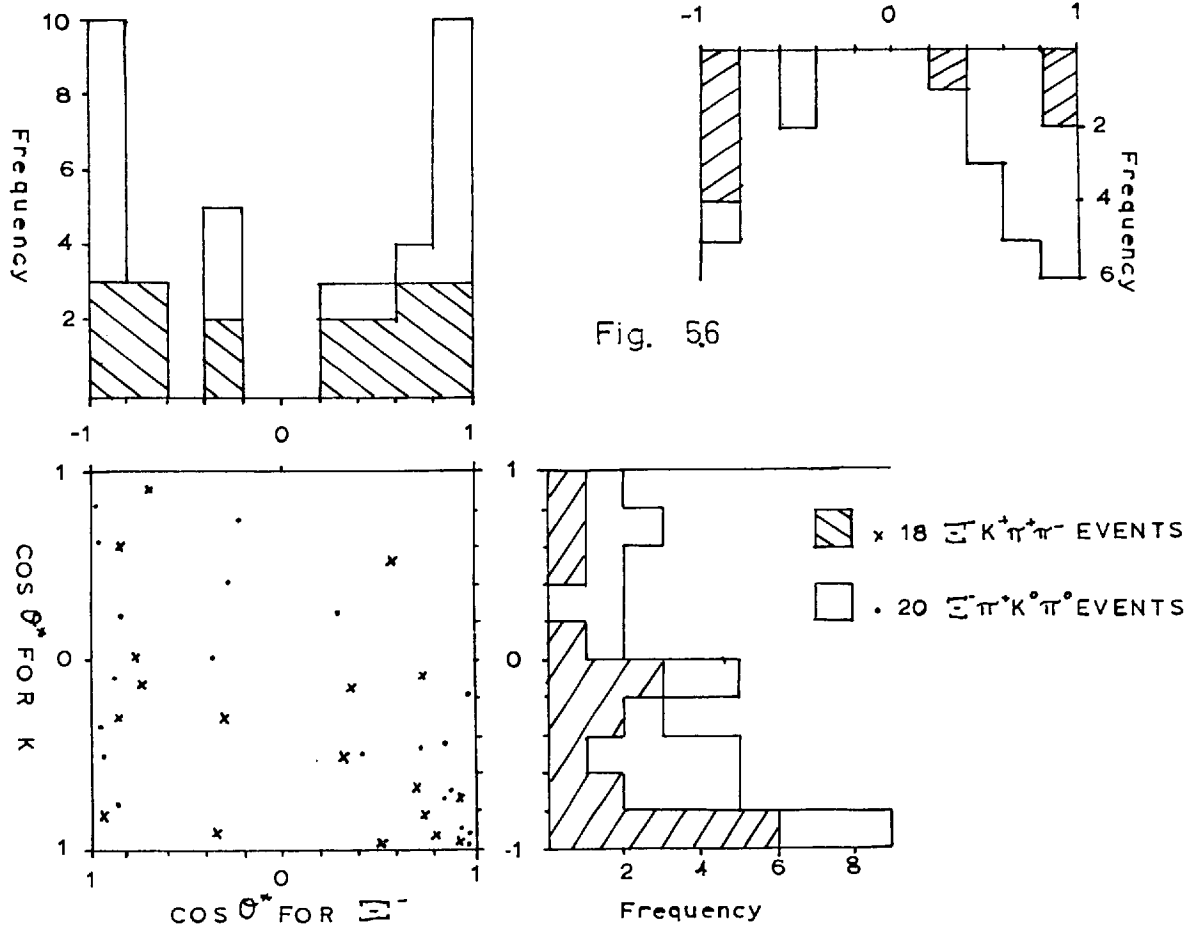 10
8
6
4
2
Frequency
-1 0 1
-1 0 1
2
4
6
Frequency
Fig. 5.6
1
0
1
COS θ* FOR K
1 0 1
COS θ* FOR Ξ⁻
1
0
-1
2 4 6 8
Frequency
x 18 Ξ⁻K⁺π⁺π⁻ EVENTS
. 20 Ξ⁻π⁺K⁰π⁰ EVENTS